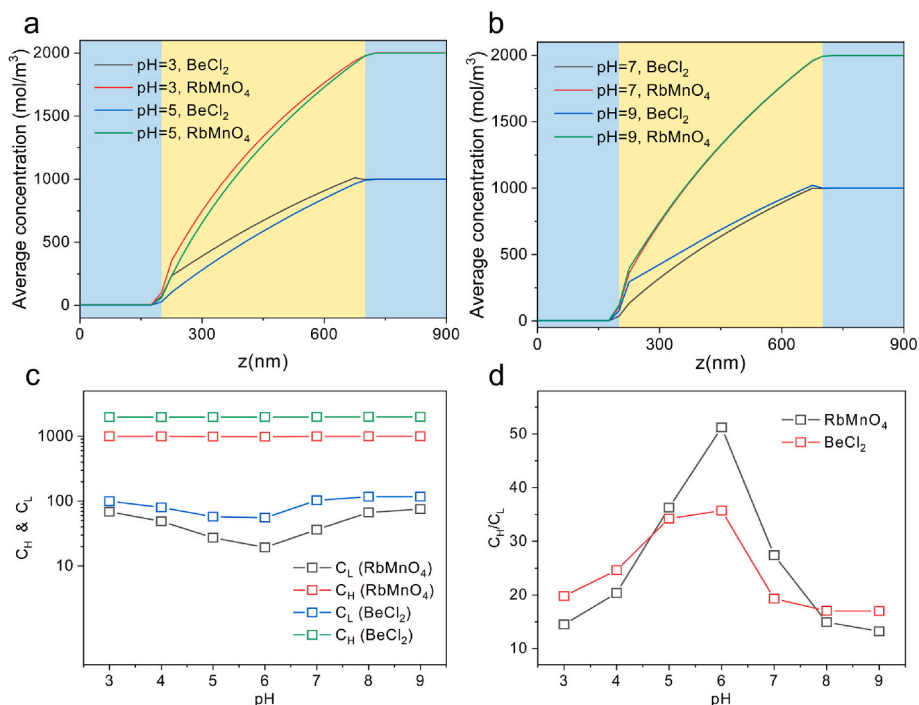 a
Average concentration (mol/m³)
2000
1500
1000
500
0
pH=3, BeCl₂
pH=3, RbMnO₄
pH=5, BeCl₂
pH=5, RbMnO₄
0 300 600 900
z(nm)
b
Average concentration (mol/m³)
2000
1500
1000
500
0
pH=7, BeCl₂
pH=7, RbMnO₄
pH=9, BeCl₂
pH=9, RbMnO₄
0 300 600 900
z(nm)
c
C_H & C_L
1000
100
10
C_L (RbMnO₄)
C_H (RbMnO₄)
C_L (BeCl₂)
C_H (BeCl₂)
3 4 5 6 7 8 9
pH
d
C_H/C_L
50
40
30
20
10
RbMnO₄
BeCl₂
3 4 5 6 7 8 9
pH